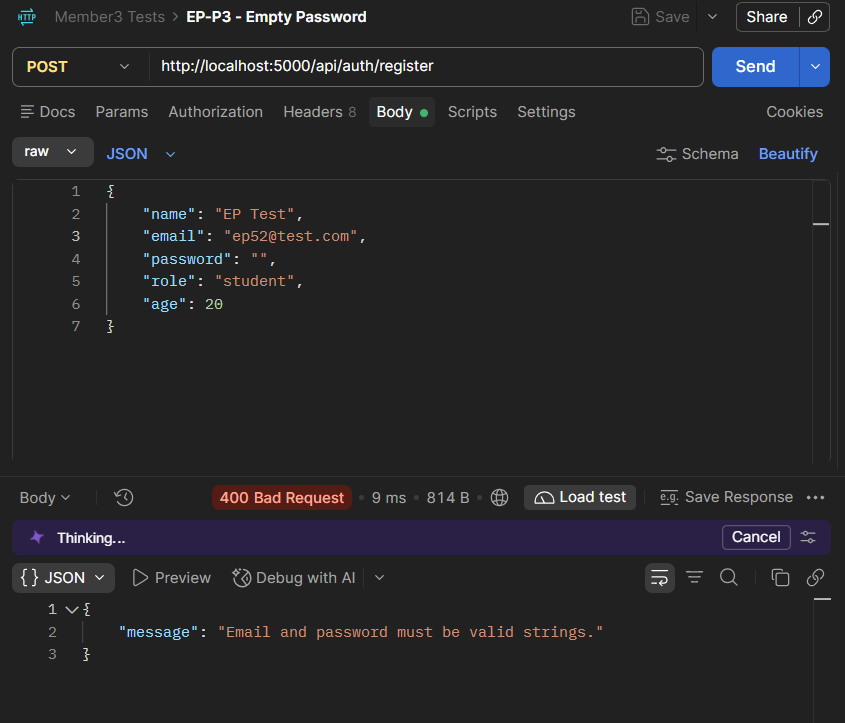 HTTP Member3 Tests > EP-P3 - Empty Password Save Share
POST http://localhost:5000/api/auth/register Send
Docs Params Authorization Headers 8 Body Scripts Settings Cookies
raw JSON Schema Beautify
1 {
2 "name": "EP Test",
3 "email": "ep52@test.com",
4 "password": "",
5 "role": "student",
6 "age": 20
7 }
Body 400 Bad Request • 9 ms • 814 B • Load test e.g. Save Response
Thinking... Cancel
{} JSON Preview Debug with AI
1 {
2 "message": "Email and password must be valid strings."
3 }